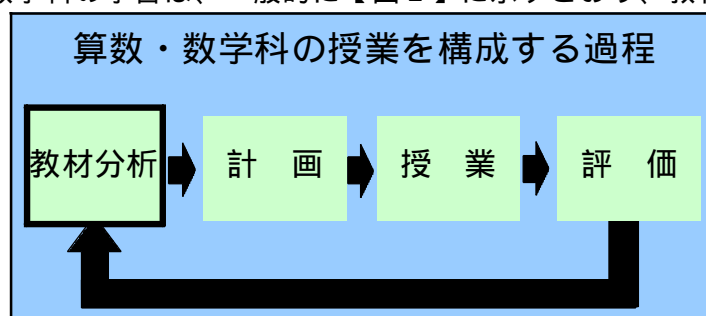 算数・数学科の授業を構成する過程
教材分析
計 画
授 業
評 価